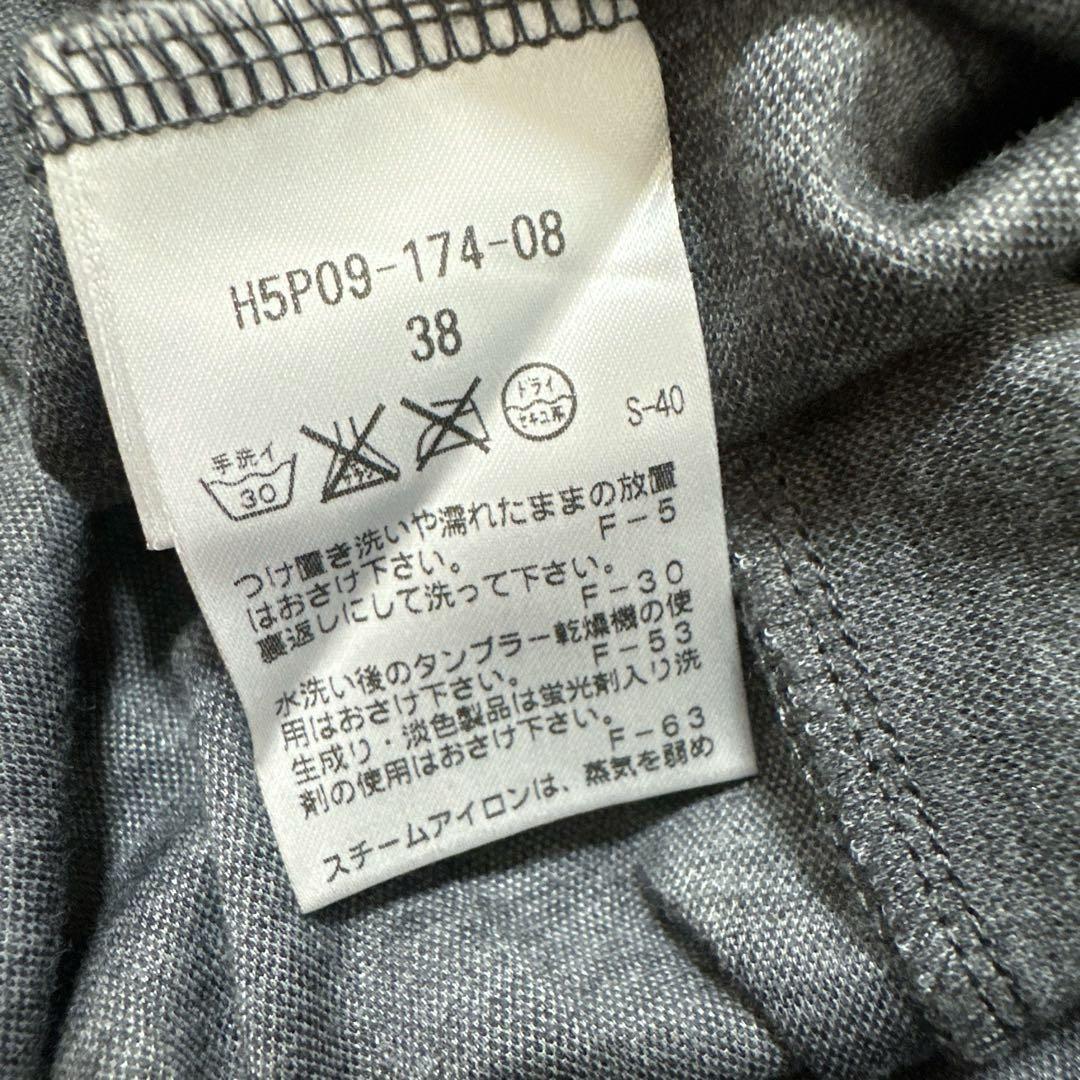 H5P09-174-08
38
手洗イ
30
エンソ
サラシ
ドライ
セキユ系
S-40
つけ置き洗いや濡れたままの放置
はおさけ下さい。 F-5
裏返しにして洗って下さい。
F-30
水洗い後のタンブラー乾燥機の使
用はおさけ下さい。 F-53
生成り・淡色製品は蛍光剤入り洗
剤の使用はおさけ下さい。
F-63
スチームアイロンは、蒸気を弱め